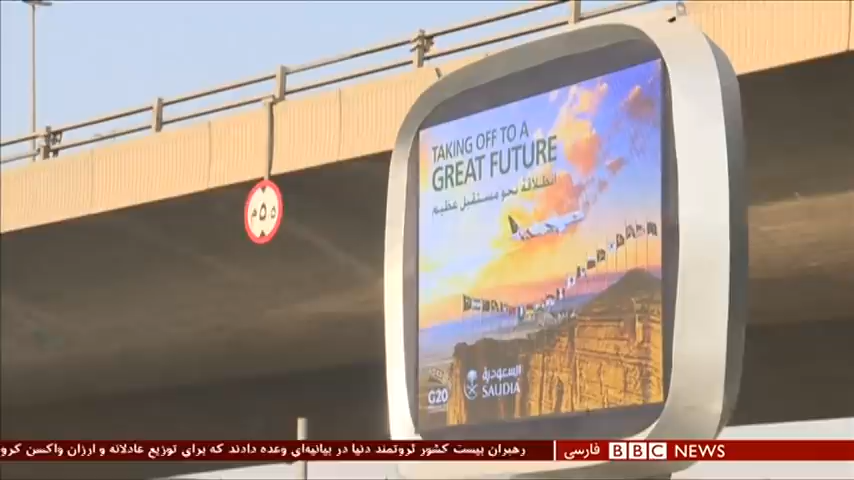 TAKING OFF TO A
GREAT FUTURE
انطلاقة نحو مستقبل عظيم
٥٫٥م
G20
السعودية
SAUDIA
رهبران بیست کشور ثروتمند دنیا در بیانیه‌ای وعده دادند که برای توزیع عادلانه و ارزان واکسن کرو
BBC NEWS فارسی